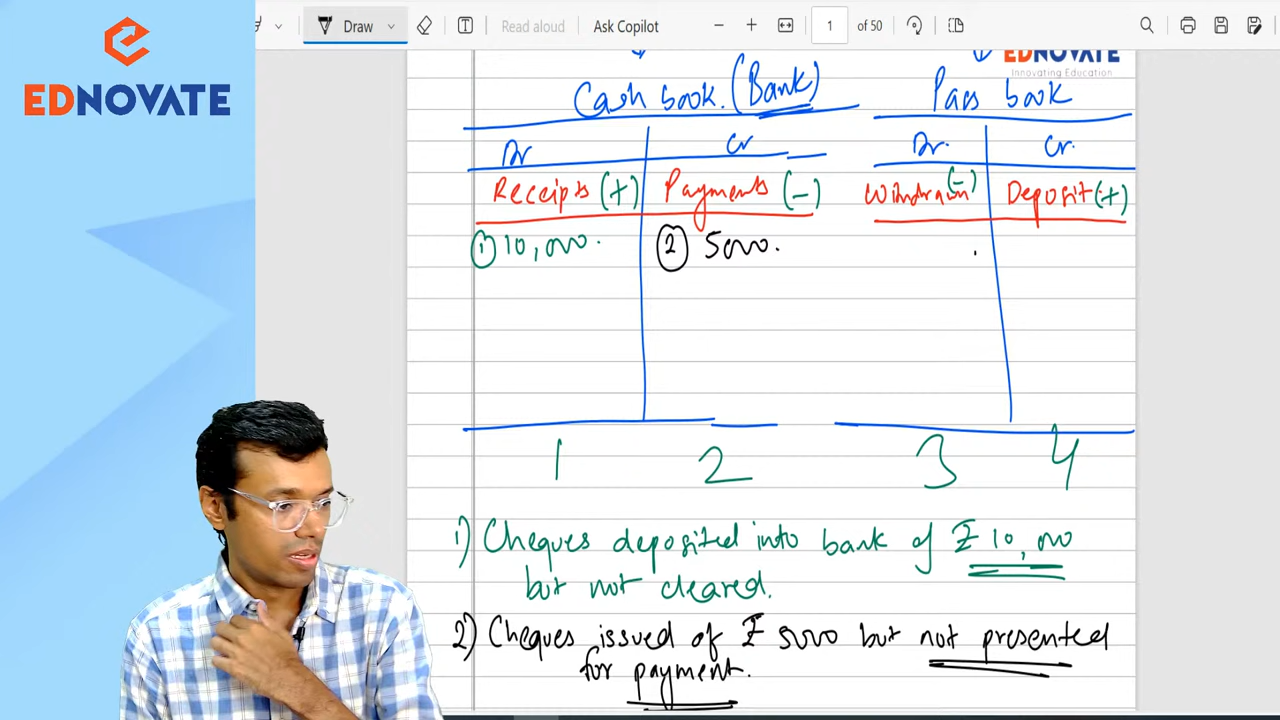 Draw
Read aloud
Ask Copilot
1
of 50
EDNOVATE
EDNOVATE
Innovating Education
Cash book. (Bank)
Pass book
Dr
Cr
Dr.
Cr.
Receipts (+)
Payments (-)
Withdrawn (-)
Deposit (+)
① 10,000.
② 5000.
1
2
3
4
1) Cheques deposited into bank of ₹ 10,000
but not cleared.
2) Cheques issued of ₹ 5000 but not presented
for payment.